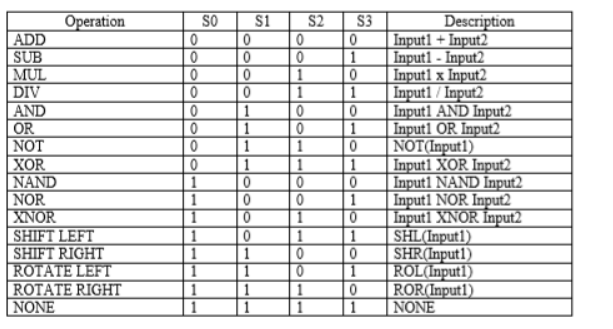 Operation S0 S1 S2 S3 Description
ADD 0 0 0 0 Input1 + Input2
SUB 0 0 0 1 Input1 - Input2
MUL 0 0 1 0 Input1 x Input2
DIV 0 0 1 1 Input1 / Input2
AND 0 1 0 0 Input1 AND Input2
OR 0 1 0 1 Input1 OR Input2
NOT 0 1 1 0 NOT(Input1)
XOR 0 1 1 1 Input1 XOR Input2
NAND 1 0 0 0 Input1 NAND Input2
NOR 1 0 0 1 Input1 NOR Input2
XNOR 1 0 1 0 Input1 XNOR Input2
SHIFT LEFT 1 0 1 1 SHL(Input1)
SHIFT RIGHT 1 1 0 0 SHR(Input1)
ROTATE LEFT 1 1 0 1 ROL(Input1)
ROTATE RIGHT 1 1 1 0 ROR(Input1)
NONE 1 1 1 1 NONE